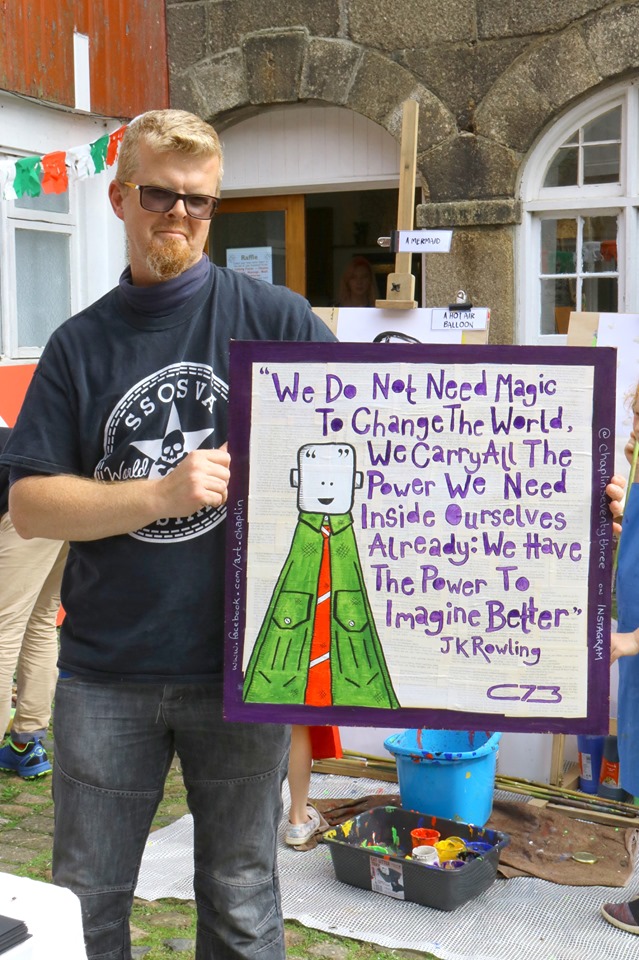 Raffle
A MERMAID
A HOT AIR
BALLOON
SSOSVA
World
“We Do Not Need Magic
To Change The World,
We Carry All The
Power We Need
Inside Ourselves
Already: We Have
The Power To
Imagine Better”
JK Rowling
C73
www.facebook.com/art.chaplin
@chaplinseventythree on INSTAGRAM